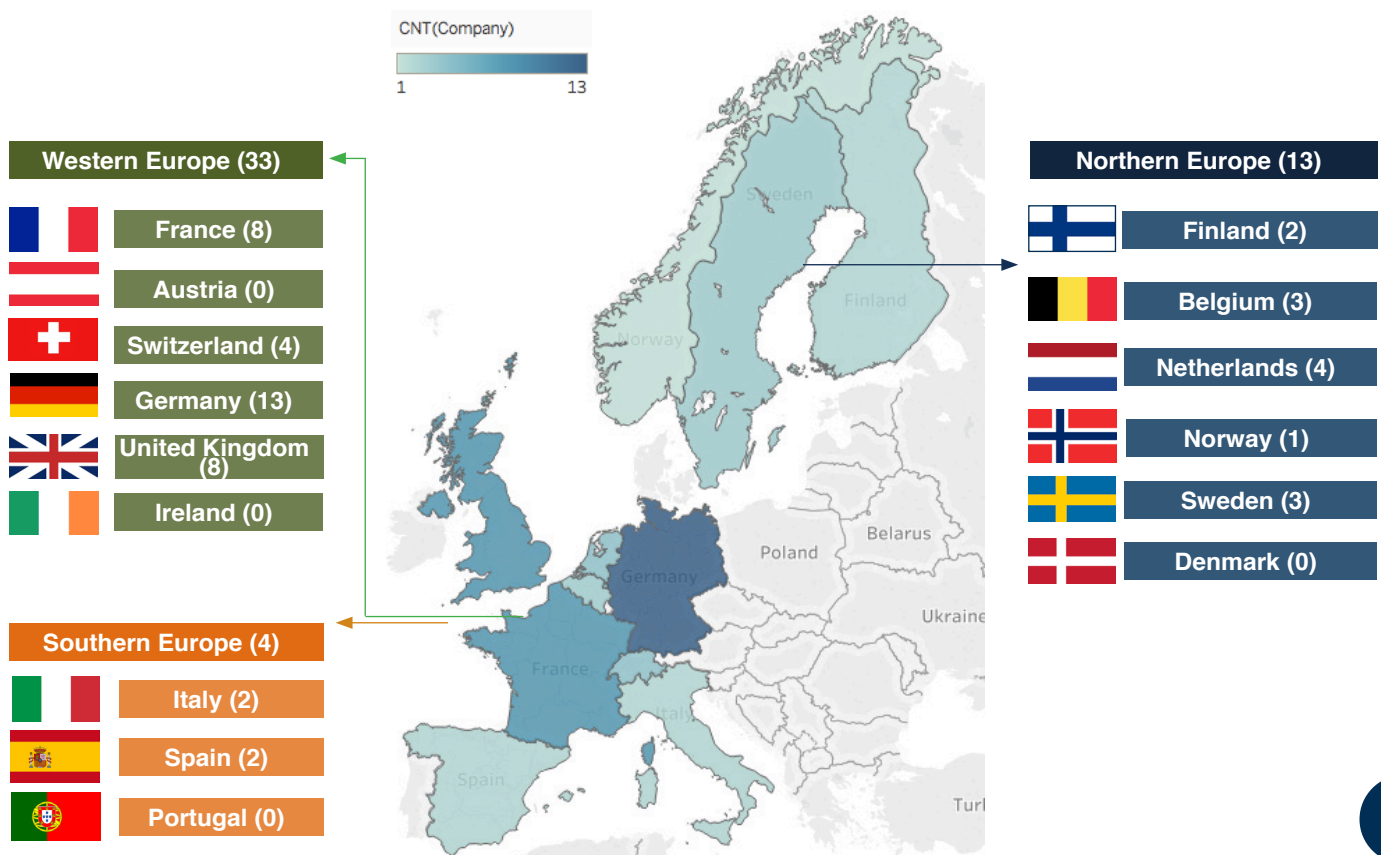 CNT(Company)
1 13
Western Europe (33)
France (8)
Austria (0)
Switzerland (4)
Germany (13)
United Kingdom
(8)
Ireland (0)
Southern Europe (4)
Italy (2)
Spain (2)
Portugal (0)
Sweden
Finland
Norway
Belarus
Poland
Germany
Ukraine
France
Italy
Spain
Turl
Northern Europe (13)
Finland (2)
Belgium (3)
Netherlands (4)
Norway (1)
Sweden (3)
Denmark (0)